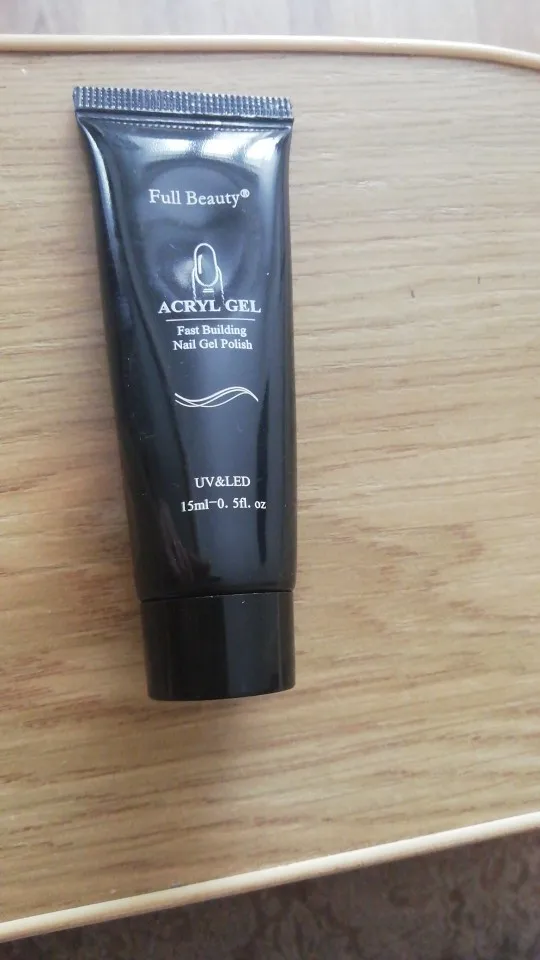 Full Beauty®
ACRYL GEL
Fast Building
Nail Gel Polish
UV&LED
15ml-0. 5fl. oz